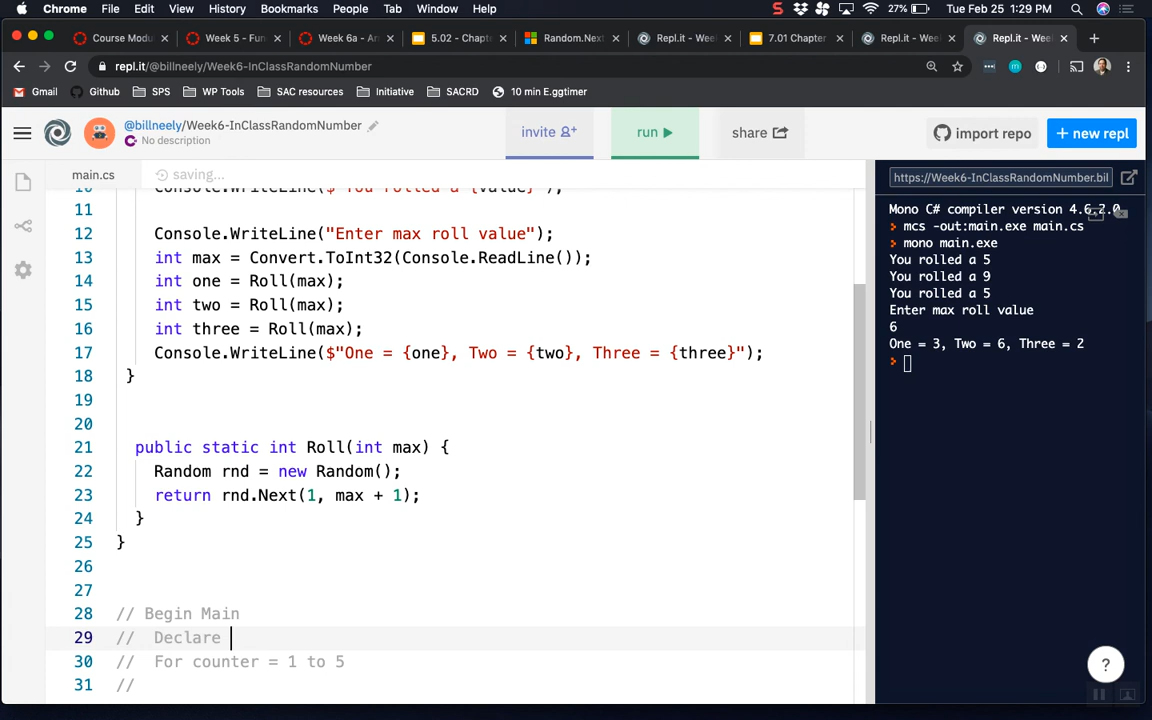 Chrome File Edit View History Bookmarks People Tab Window Help 27% Tue Feb 25 1:29 PM
Course Modu Week 5 - Fun Week 6a - An 5.02 - Chapt Random.Next Repl.it - Wee 7.01 Chapter Repl.it - Wee Repl.it - Wee
repl.it/@billneely/Week6-InClassRandomNumber
Gmail Github SPS WP Tools SAC resources Initiative SACRD 10 min E.ggtimer
@billneely/Week6-InClassRandomNumber
No description
invite run share import repo + new repl
main.cs saving...
https://Week6-InClassRandomNumber.bil
10 Console.WriteLine($"You rolled a {value}");
11
12 Console.WriteLine("Enter max roll value");
13 int max = Convert.ToInt32(Console.ReadLine());
14 int one = Roll(max);
15 int two = Roll(max);
16 int three = Roll(max);
17 Console.WriteLine($"One = {one}, Two = {two}, Three = {three}");
18 }
19
20
21 public static int Roll(int max) {
22 Random rnd = new Random();
23 return rnd.Next(1, max + 1);
24 }
25 }
26
27
28 // Begin Main
29 // Declare
30 // For counter = 1 to 5
31 //
Mono C# compiler version 4.6.2.0
mcs -out:main.exe main.cs
mono main.exe
You rolled a 5
You rolled a 9
You rolled a 5
Enter max roll value
6
One = 3, Two = 6, Three = 2
?